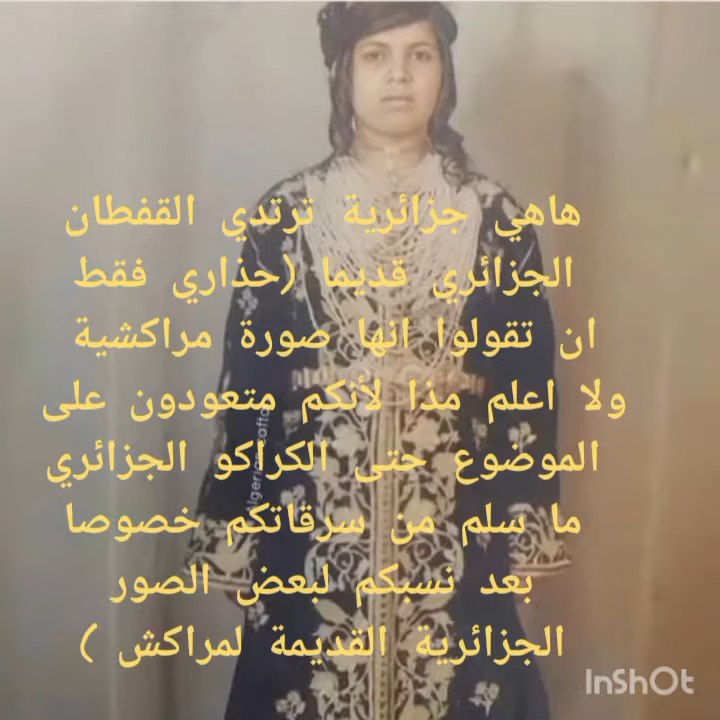 هاهي جزائرية ترتدي القفطان
الجزائري قديما (حذاري فقط
ان تقولوا انها صورة مراكشية
ولا اعلم مذا لأنكم متعودون على
الموضوع حتى الكراكو الجزائري
ما سلم من سرقاتكم خصوصا
بعد نسبكم لبعض الصور
الجزائرية القديمة لمراكش )
InShOt